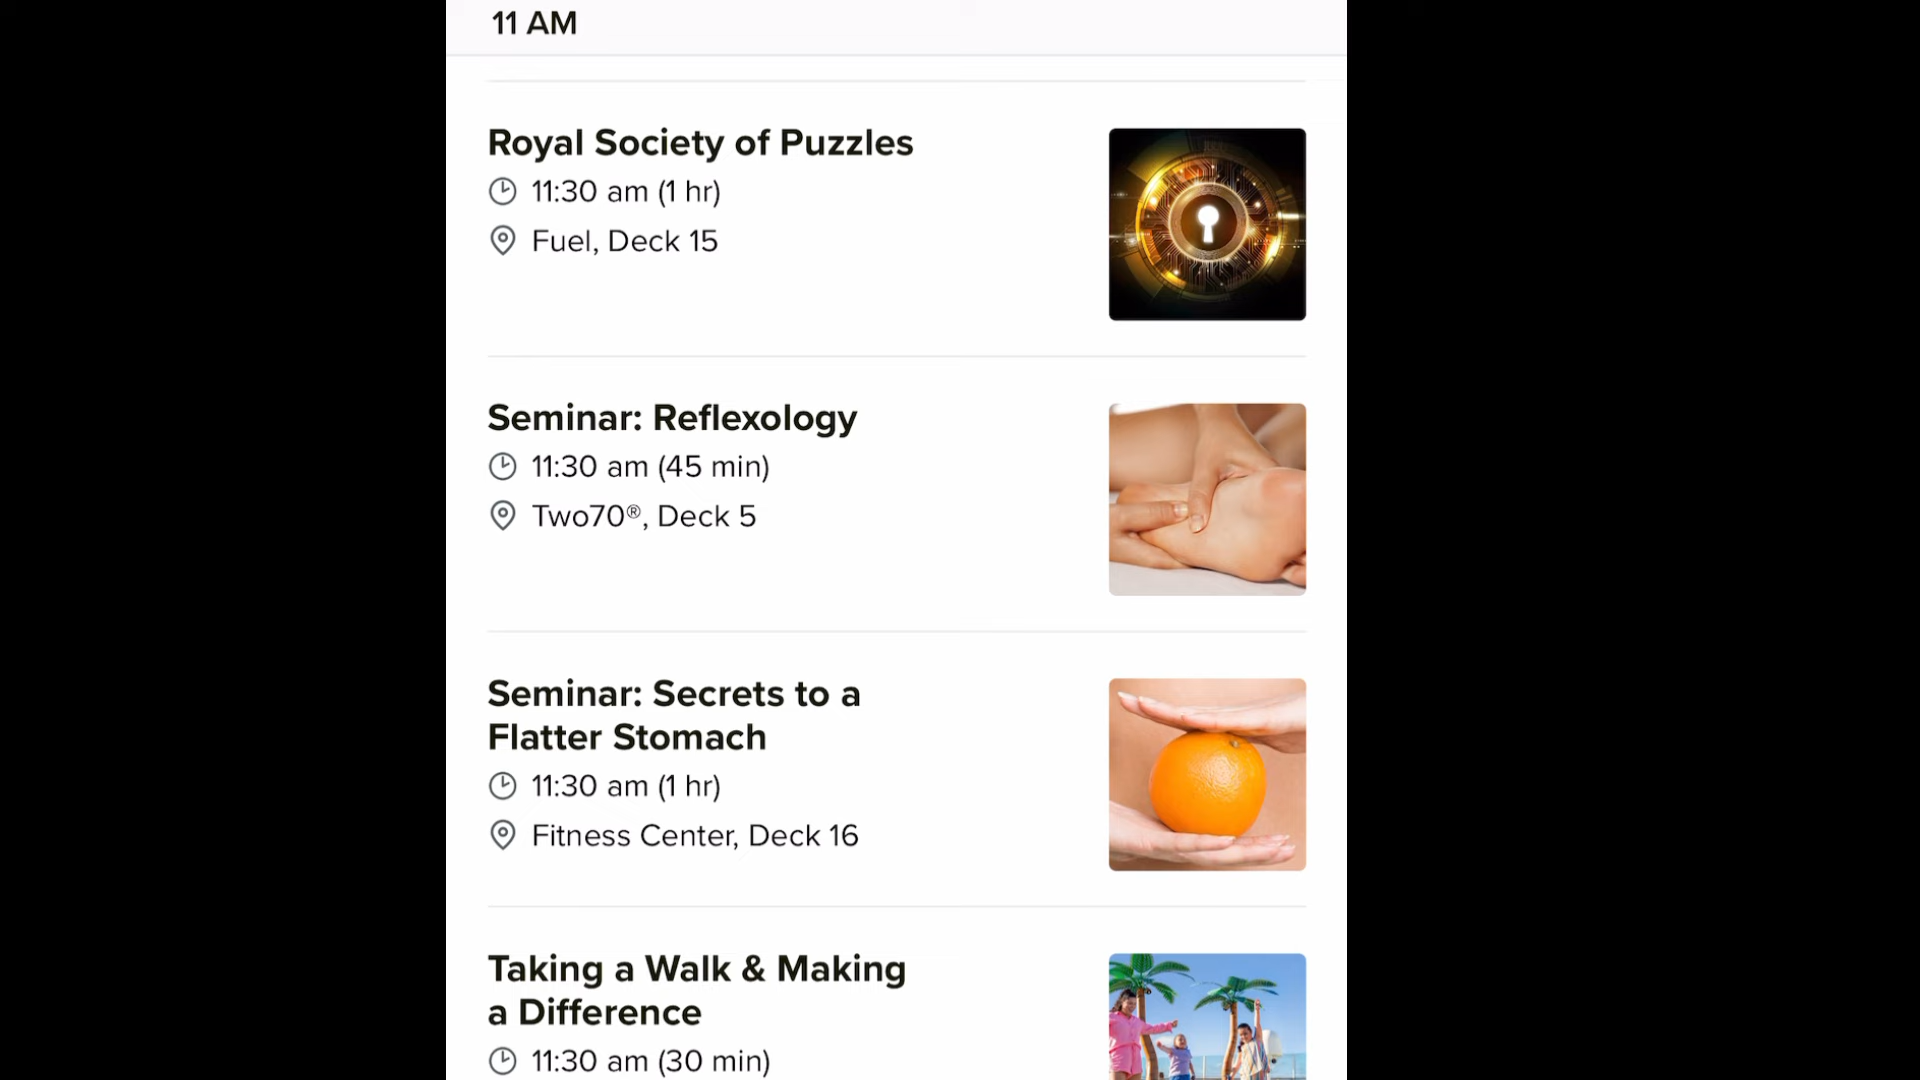 11 AM
Royal Society of Puzzles
11:30 am (1 hr)
Fuel, Deck 15
Seminar: Reflexology
11:30 am (45 min)
Two70®, Deck 5
Seminar: Secrets to a
Flatter Stomach
11:30 am (1 hr)
Fitness Center, Deck 16
Taking a Walk & Making
a Difference
11:30 am (30 min)